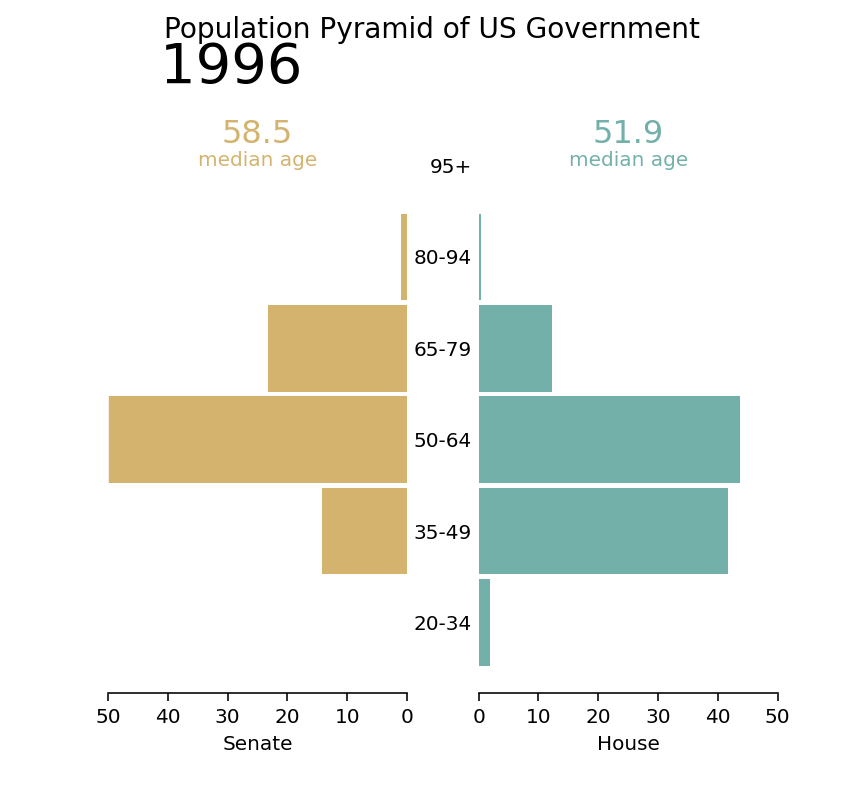 Population Pyramid of US Government
1996
58.5
median age
51.9
median age
95+
80-94
65-79
50-64
35-49
20-34
50 40 30 20 10 0
0 10 20 30 40 50
Senate
House